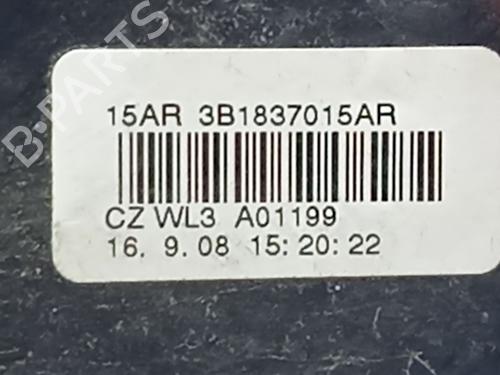 B-PARTS
15AR 3B1837015AR
CZ WL3 A01199
16. 9.08 15:20:22